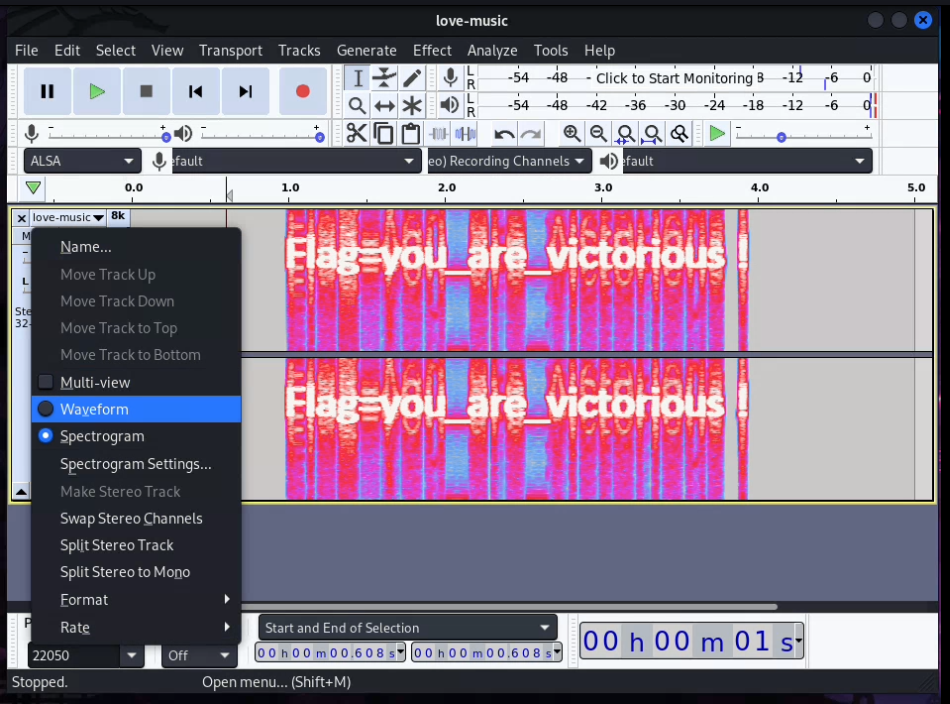 love-music
File Edit Select View Transport Tracks Generate Effect Analyze Tools Help
L -54 -48 - Click to Start Monitoring -12 -6 0
R
L -54 -48 -42 -36 -30 -24 -18 -12 -6 0
R
- + - + - +
ALSA efault eo) Recording Channels efault
0.0 1.0 2.0 3.0 4.0 5.0
love-music 8k
M
L
Ste
32-
Flag=you__are__victorious !
Flag=you__are__victorious !
Name...
Move Track Up
Move Track Down
Move Track to Top
Move Track to Bottom
Multi-view
Waveform
Spectrogram
Spectrogram Settings...
Make Stereo Track
Swap Stereo Channels
Split Stereo Track
Split Stereo to Mono
Format
Rate
Start and End of Selection
22050 Off 00 h 00 m 00.608 s 00 h 00 m 00.608 s
00 h 00 m 01 s
Stopped. Open menu... (Shift+M)